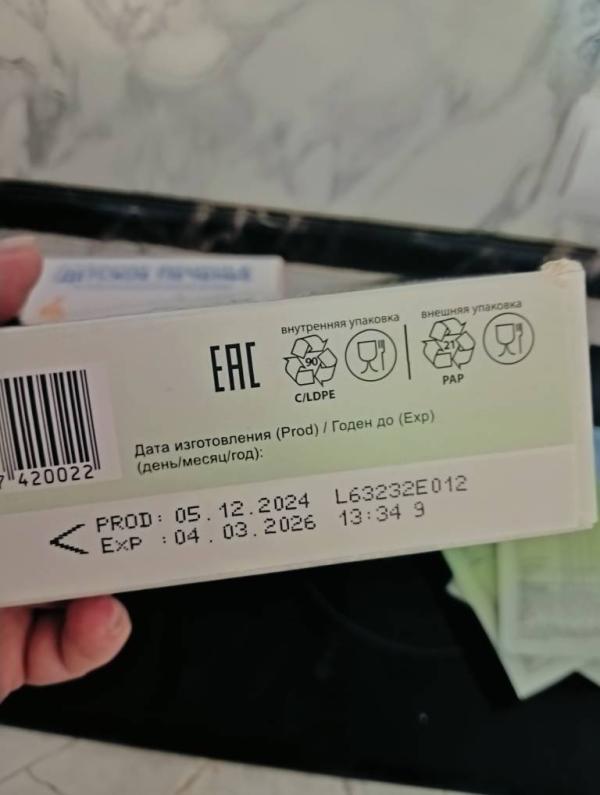 ДЕТСКОЕ ПЕЧЕНЬЕ
внутренняя упаковка
внешняя упаковка
EAC
90
21
C/LDPE
PAP
7 420022
Дата изготовления (Prod) / Годен до (Exp)
(день/месяц/год):
PROD: 05.12.2024 L63232E012
EXP :04.03.2026 13:34 9